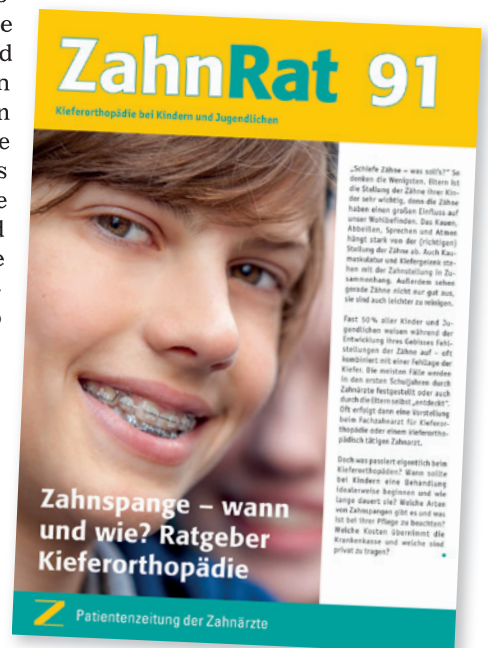 e
d
n
n
e
s
e
d
e
ZahnRat 91
Kieferorthopädie bei Kindern und Jugendlichen
„Schiefe Zähne – was soll's?“ So
denken die Wenigsten. Eltern ist
die Stellung der Zähne ihrer Kin-
der sehr wichtig, denn die Zähne
haben einen großen Einfluss auf
unser Wohlbefinden. Das Kauen,
Abbeißen, Sprechen und Atmen
hängt stark von der (richtigen)
Stellung der Zähne ab. Auch Kau-
muskulatur und Kiefergelenk ste-
hen mit der Zahnstellung in Zu-
sammenhang. Außerdem sehen
gerade Zähne nicht nur gut aus,
sie sind auch leichter zu reinigen.
Fast 50 % aller Kinder und Ju-
gendlichen weisen während der
Entwicklung ihres Gebisses Fehl-
stellungen der Zähne auf – oft
kombiniert mit einer Fehllage der
Kiefer. Die meisten Fälle werden
in den ersten Schuljahren durch
Zahnärzte festgestellt oder auch
durch die Eltern selbst „entdeckt“.
Oft erfolgt dann eine Vorstellung
beim Fachzahnarzt für Kieferor-
thopädie oder einem kieferortho-
pädisch tätigen Zahnarzt.
Doch was passiert eigentlich beim
Kieferorthopäden? Wann sollte
bei Kindern eine Behandlung
idealerweise beginnen und wie
lange dauert sie? Welche Arten
von Zahnspangen gibt es und was
ist bei ihrer Pflege zu beachten?
Welche Kosten übernimmt die
Krankenkasse und welche sind
privat zu tragen?
Zahnspange – wann
und wie? Ratgeber
Kieferorthopädie
Patientenzeitung der Zahnärzte